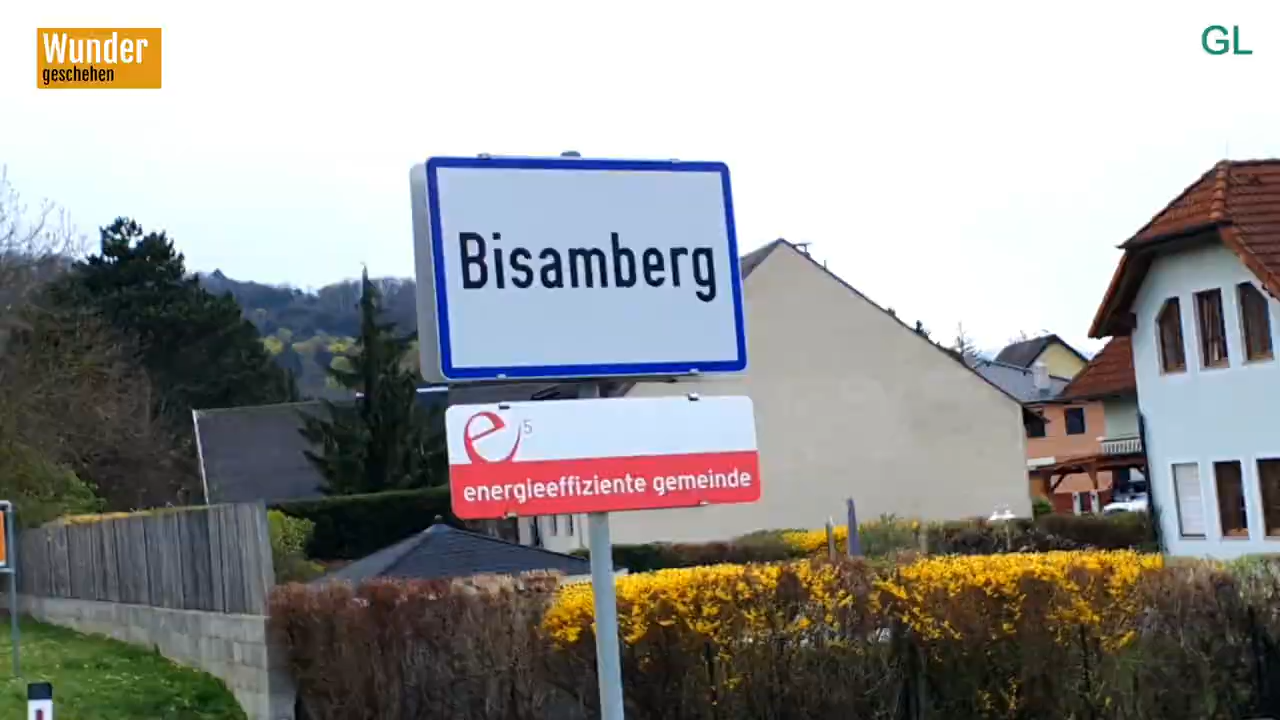 Wunder
geschehen
GL
Bisamberg
e5
energieeffiziente gemeinde